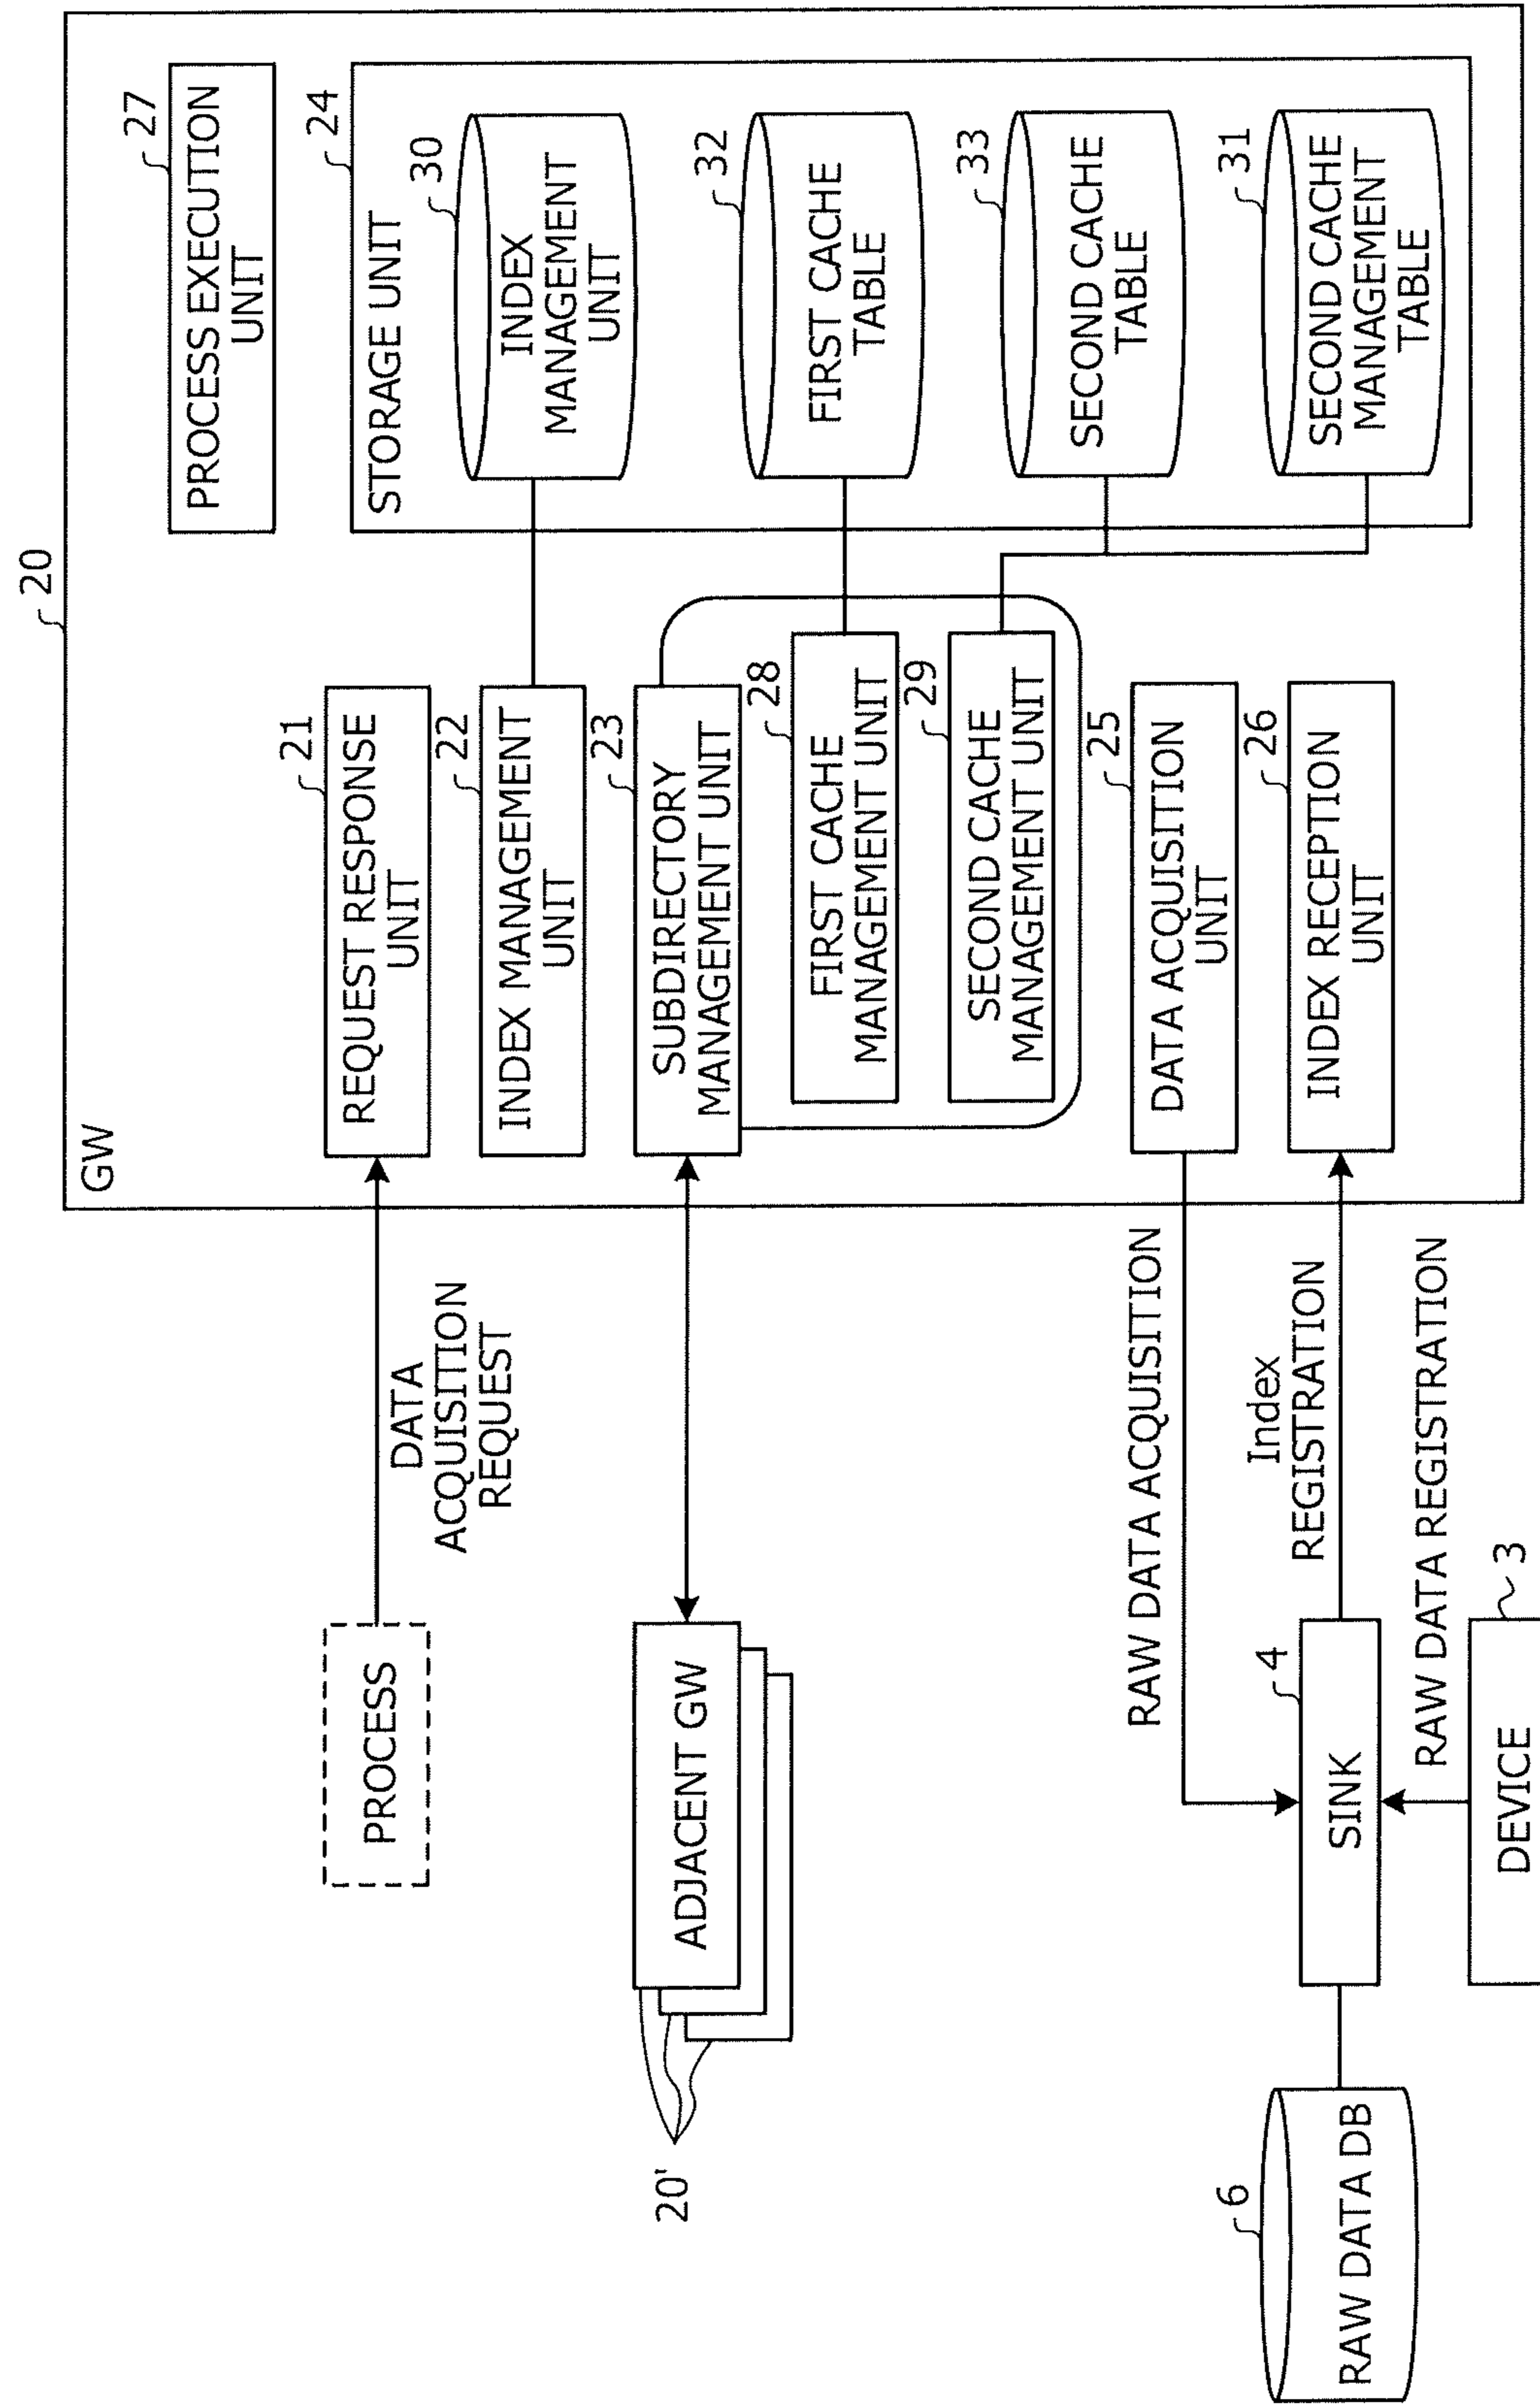 20
GW
27
PROCESS EXECUTION
UNIT
21
REQUEST RESPONSE
UNIT
22
INDEX MANAGEMENT
UNIT
23
SUBDIRECTORY
MANAGEMENT UNIT
28
FIRST CACHE
MANAGEMENT UNIT
29
SECOND CACHE
MANAGEMENT UNIT
25
DATA ACQUISITION
UNIT
26
INDEX RECEPTION
UNIT
24
STORAGE UNIT
30
INDEX
MANAGEMENT
UNIT
32
FIRST CACHE
TABLE
33
SECOND CACHE
TABLE
31
SECOND CACHE
MANAGEMENT
TABLE
PROCESS
DATA
ACQUISITION
REQUEST
ADJACENT GW
20'
RAW DATA ACQUISITION
Index
REGISTRATION
RAW DATA REGISTRATION
6
RAW DATA DB
4
SINK
3
DEVICE